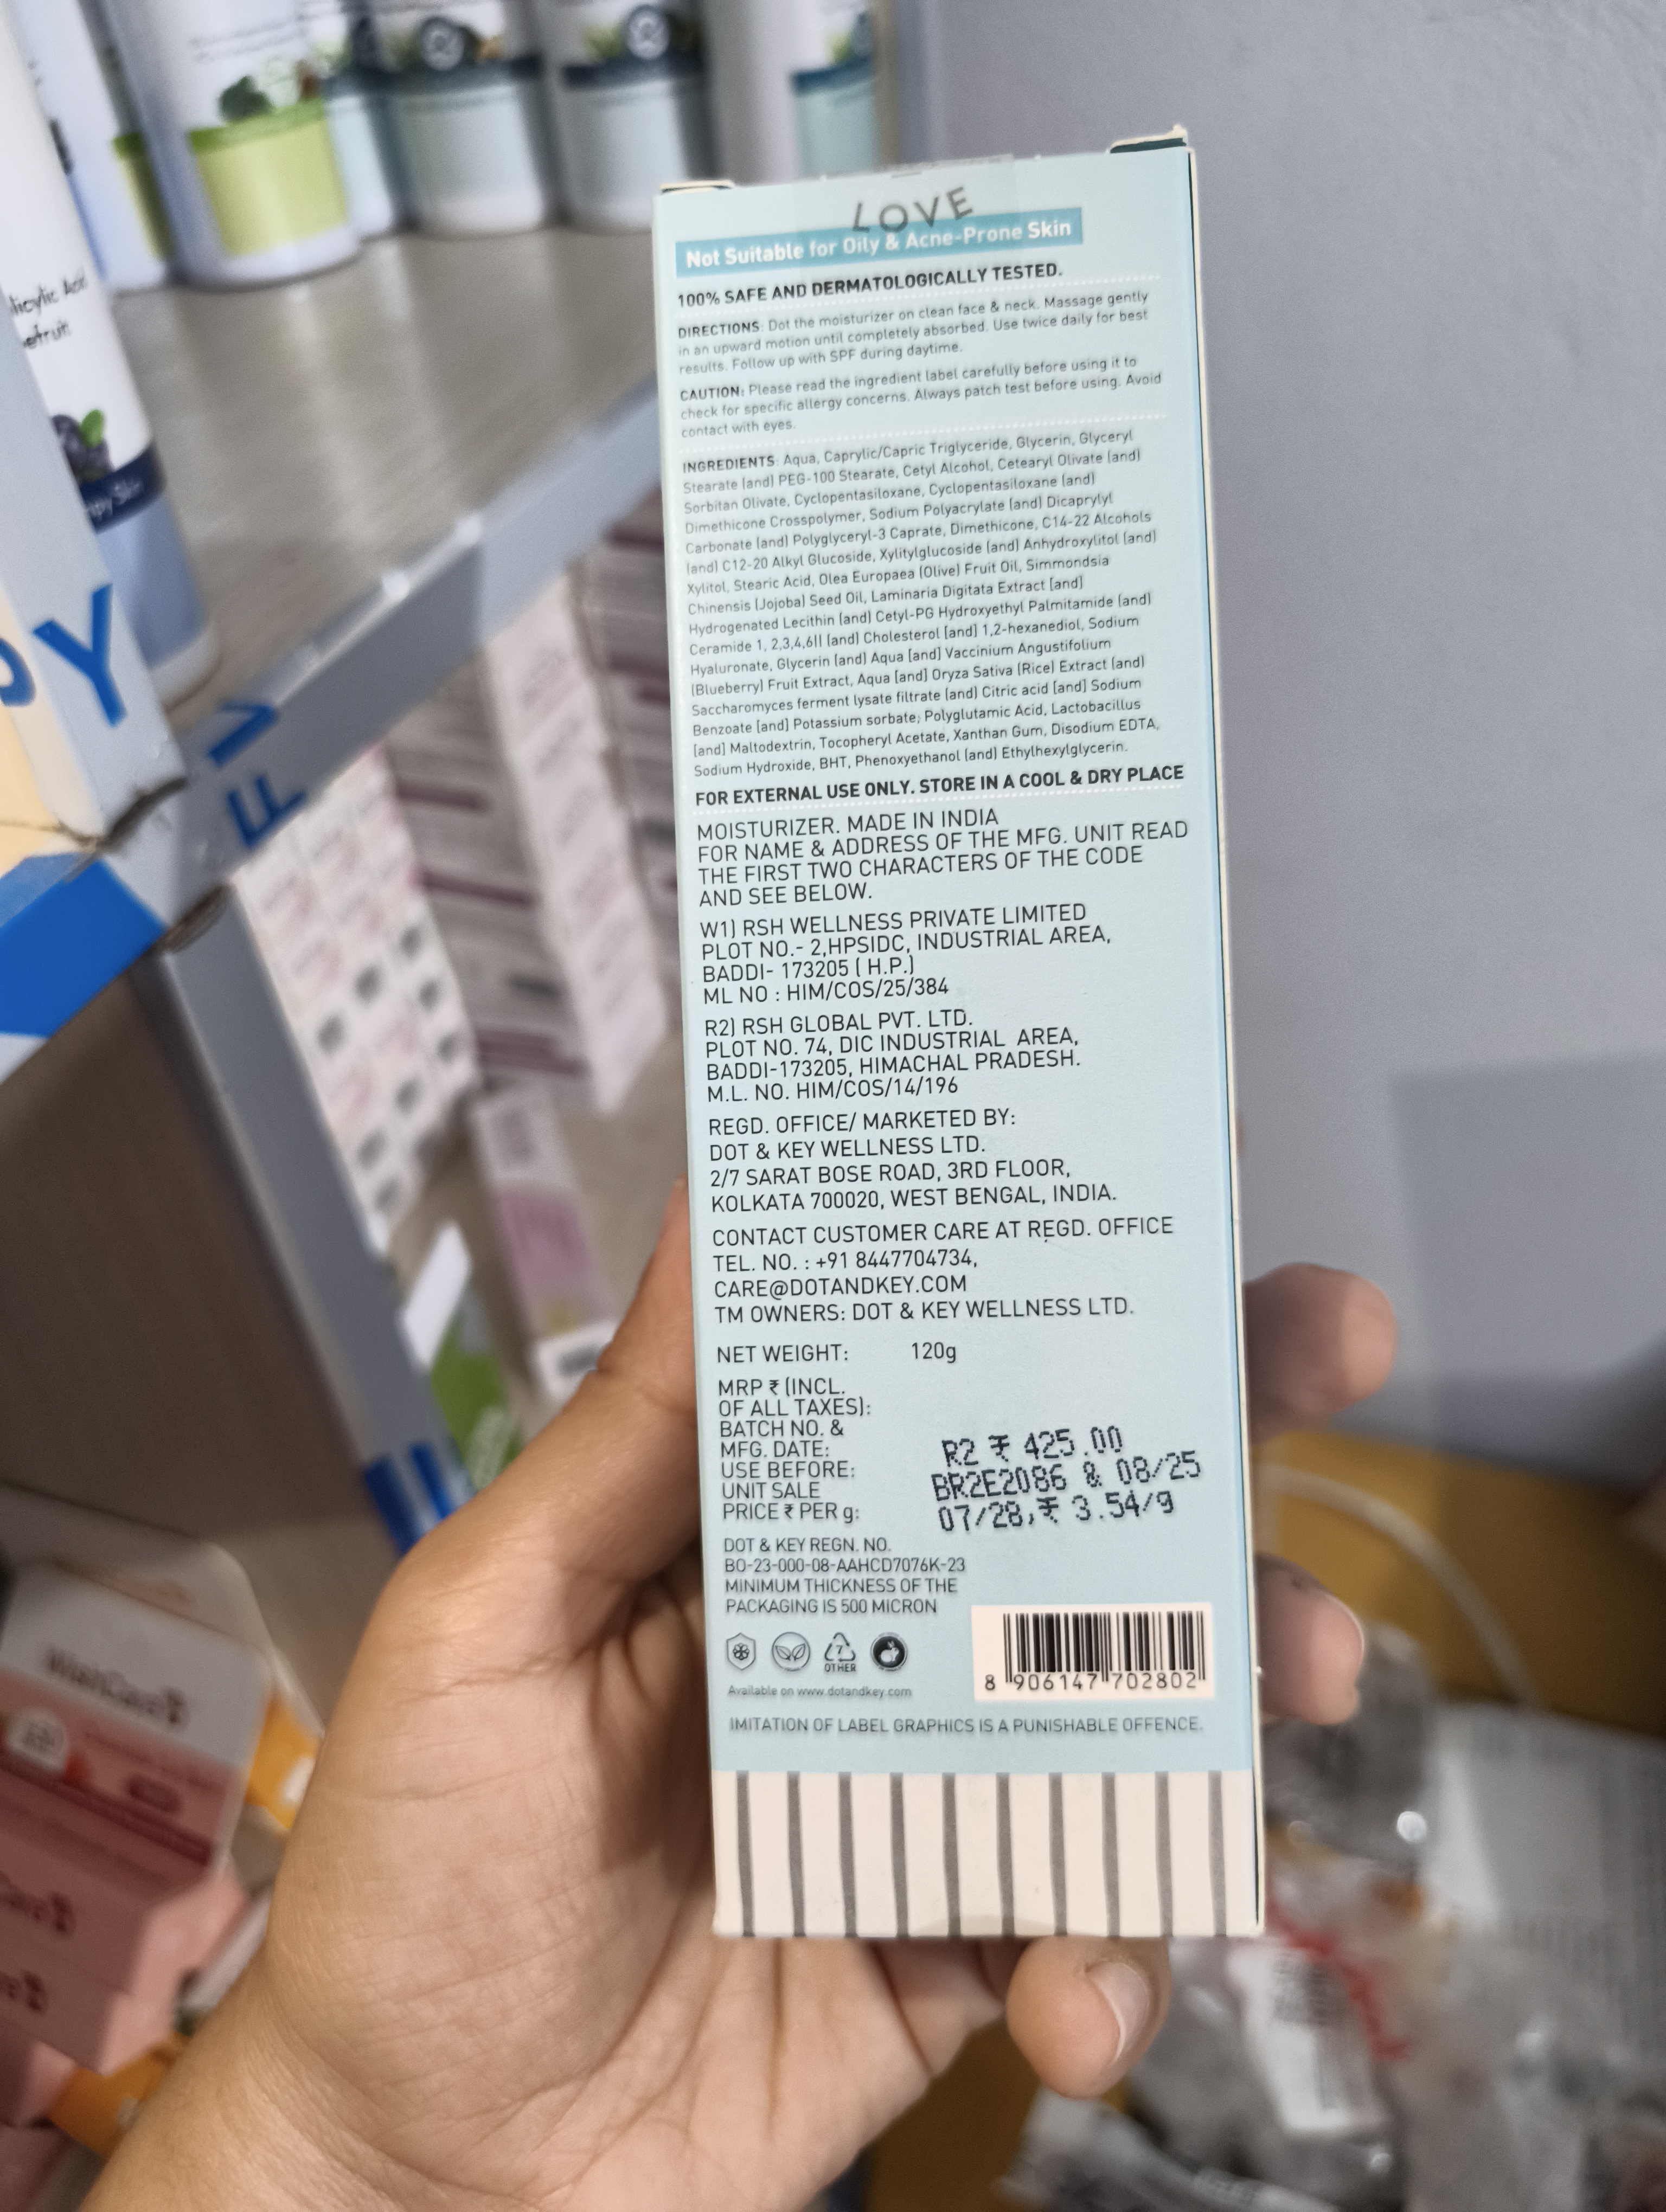 LOVE
Not Suitable for Oily & Acne-Prone Skin
100% SAFE AND DERMATOLOGICALLY TESTED.
DIRECTIONS: Dot the moisturizer on clean face & neck. Massage gently
in an upward motion until completely absorbed. Use twice daily for best
results. Follow up with SPF during daytime.
CAUTION: Please read the ingredient label carefully before using it to
check for specific allergy concerns. Always patch test before using. Avoid
contact with eyes.
INGREDIENTS: Aqua, Caprylic/Capric Triglyceride, Glycerin, Glyceryl
Stearate (and) PEG-100 Stearate, Cetyl Alcohol, Cetearyl Olivate (and)
Sorbitan Olivate, Cyclopentasiloxane, Cyclopentasiloxane (and)
Dimethicone Crosspolymer, Sodium Polyacrylate (and) Dicaprylyl
Carbonate (and) Polyglyceryl-3 Caprate, Dimethicone, C14-22 Alcohols
(and) C12-20 Alkyl Glucoside, Xylitylglucoside (and) Anhydroxylitol (and)
Xylitol, Stearic Acid, Olea Europaea (Olive) Fruit Oil, Simmondsia
Chinensis (Jojoba) Seed Oil, Laminaria Digitata Extract (and)
Hydrogenated Lecithin (and) Cetyl-PG Hydroxyethyl Palmitamide (and)
Ceramide 1, 2,3,4,6II (and) Cholesterol (and) 1,2-hexanediol, Sodium
Hyaluronate, Glycerin (and) Aqua (and) Vaccinium Angustifolium
(Blueberry) Fruit Extract, Aqua (and) Oryza Sativa (Rice) Extract (and)
Saccharomyces ferment lysate filtrate (and) Citric acid (and) Sodium
Benzoate (and) Potassium sorbate, Polyglutamic Acid, Lactobacillus
(and) Maltodextrin, Tocopheryl Acetate, Xanthan Gum, Disodium EDTA,
Sodium Hydroxide, BHT, Phenoxyethanol (and) Ethylhexylglycerin.
FOR EXTERNAL USE ONLY. STORE IN A COOL & DRY PLACE
MOISTURIZER. MADE IN INDIA
FOR NAME & ADDRESS OF THE MFG. UNIT READ
THE FIRST TWO CHARACTERS OF THE CODE
AND SEE BELOW.
W1) RSH WELLNESS PRIVATE LIMITED
PLOT NO.- 2,HPSIDC, INDUSTRIAL AREA,
BADDI- 173205 ( H.P.)
ML NO : HIM/COS/25/384
R2) RSH GLOBAL PVT. LTD.
PLOT NO. 74, DIC INDUSTRIAL AREA,
BADDI-173205, HIMACHAL PRADESH.
M.L. NO. HIM/COS/14/196
REGD. OFFICE/ MARKETED BY:
DOT & KEY WELLNESS LTD.
2/7 SARAT BOSE ROAD, 3RD FLOOR,
KOLKATA 700020, WEST BENGAL, INDIA.
CONTACT CUSTOMER CARE AT REGD. OFFICE
TEL. NO. : +91 8447704734,
CARE@DOTANDKEY.COM
TM OWNERS: DOT & KEY WELLNESS LTD.
NET WEIGHT: 120g
MRP ₹ (INCL.
OF ALL TAXES):
BATCH NO. &
MFG. DATE:
USE BEFORE:
UNIT SALE
PRICE ₹ PER g:
R2 ₹ 425.00
BR2E2086 & 08/25
07/28,₹ 3.54/g
DOT & KEY REGN. NO.
BO-23-000-08-AAHCD7076K-23
MINIMUM THICKNESS OF THE
PACKAGING IS 500 MICRON
7
OTHER
Available on www.dotandkey.com
8 906147 702802
IMITATION OF LABEL GRAPHICS IS A PUNISHABLE OFFENCE.